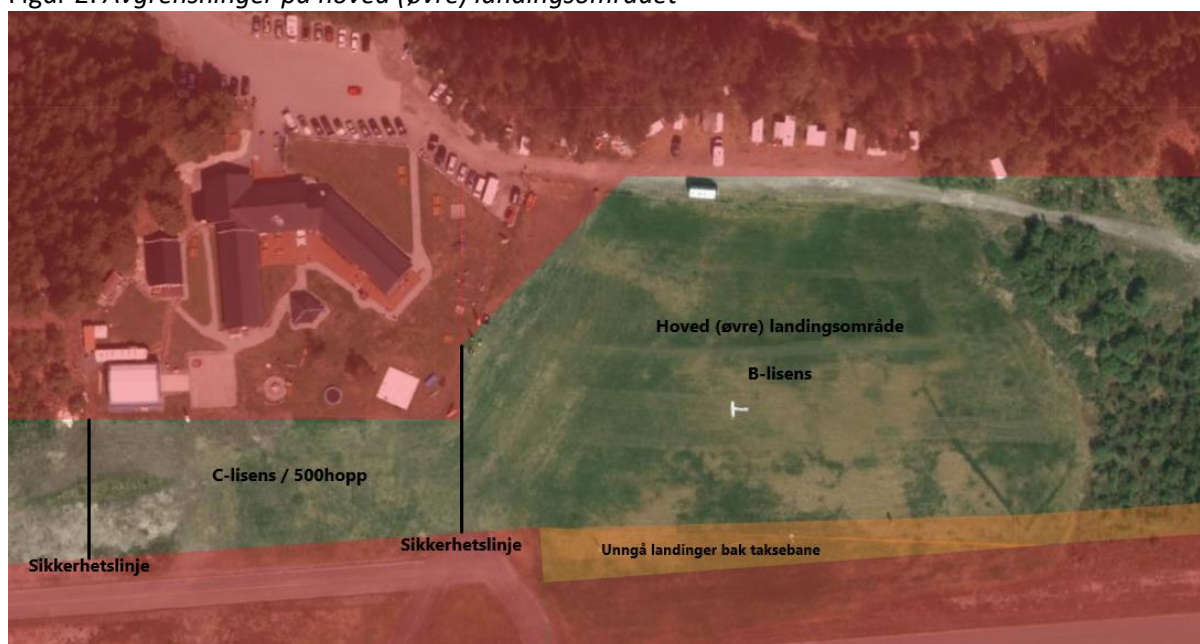 Figur 2: Avgrensninger på hoved (øvre) landingsområdet
Hoved (øvre) landingsområde
B-lisens
C-lisens / 500hopp
Sikkerhetslinje
Unngå landinger bak taksebane
Sikkerhetslinje